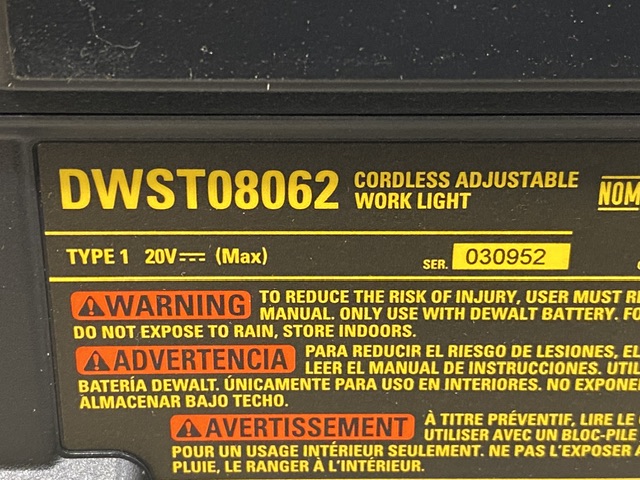 DWST08062 CORDLESS ADJUSTABLE
WORK LIGHT
TYPE 1 20V⎓ (Max)
SER. 030952
WARNING TO REDUCE THE RISK OF INJURY, USER MUST
MANUAL. ONLY USE WITH DEWALT BATTERY.
DO NOT EXPOSE TO RAIN, STORE INDOORS.
ADVERTENCIA PARA REDUCIR EL RIESGO DE LESIONES,
LEER EL MANUAL DE INSTRUCCIONES.
BATERÍA DEWALT. ÚNICAMENTE PARA USO EN INTERIORES. NO
ALMACENAR BAJO TECHO.
AVERTISSEMENT À TITRE PRÉVENTIF, LIRE LE
UTILISER AVEC UN BLOC-PILE
POUR UN USAGE INTÉRIEUR SEULEMENT. NE PAS L'EXPOSER À
PLUIE, LE RANGER À L'INTÉRIEUR.